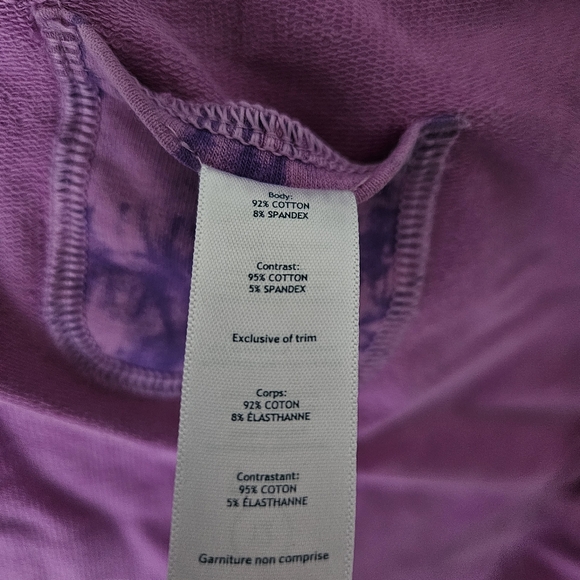 Body:
92% COTTON
8% SPANDEX
Contrast:
95% COTTON
5% SPANDEX
Exclusive of trim
Corps:
92% COTON
8% ÉLASTHANNE
Contrastant:
95% COTON
5% ÉLASTHANNE
Garniture non comprise